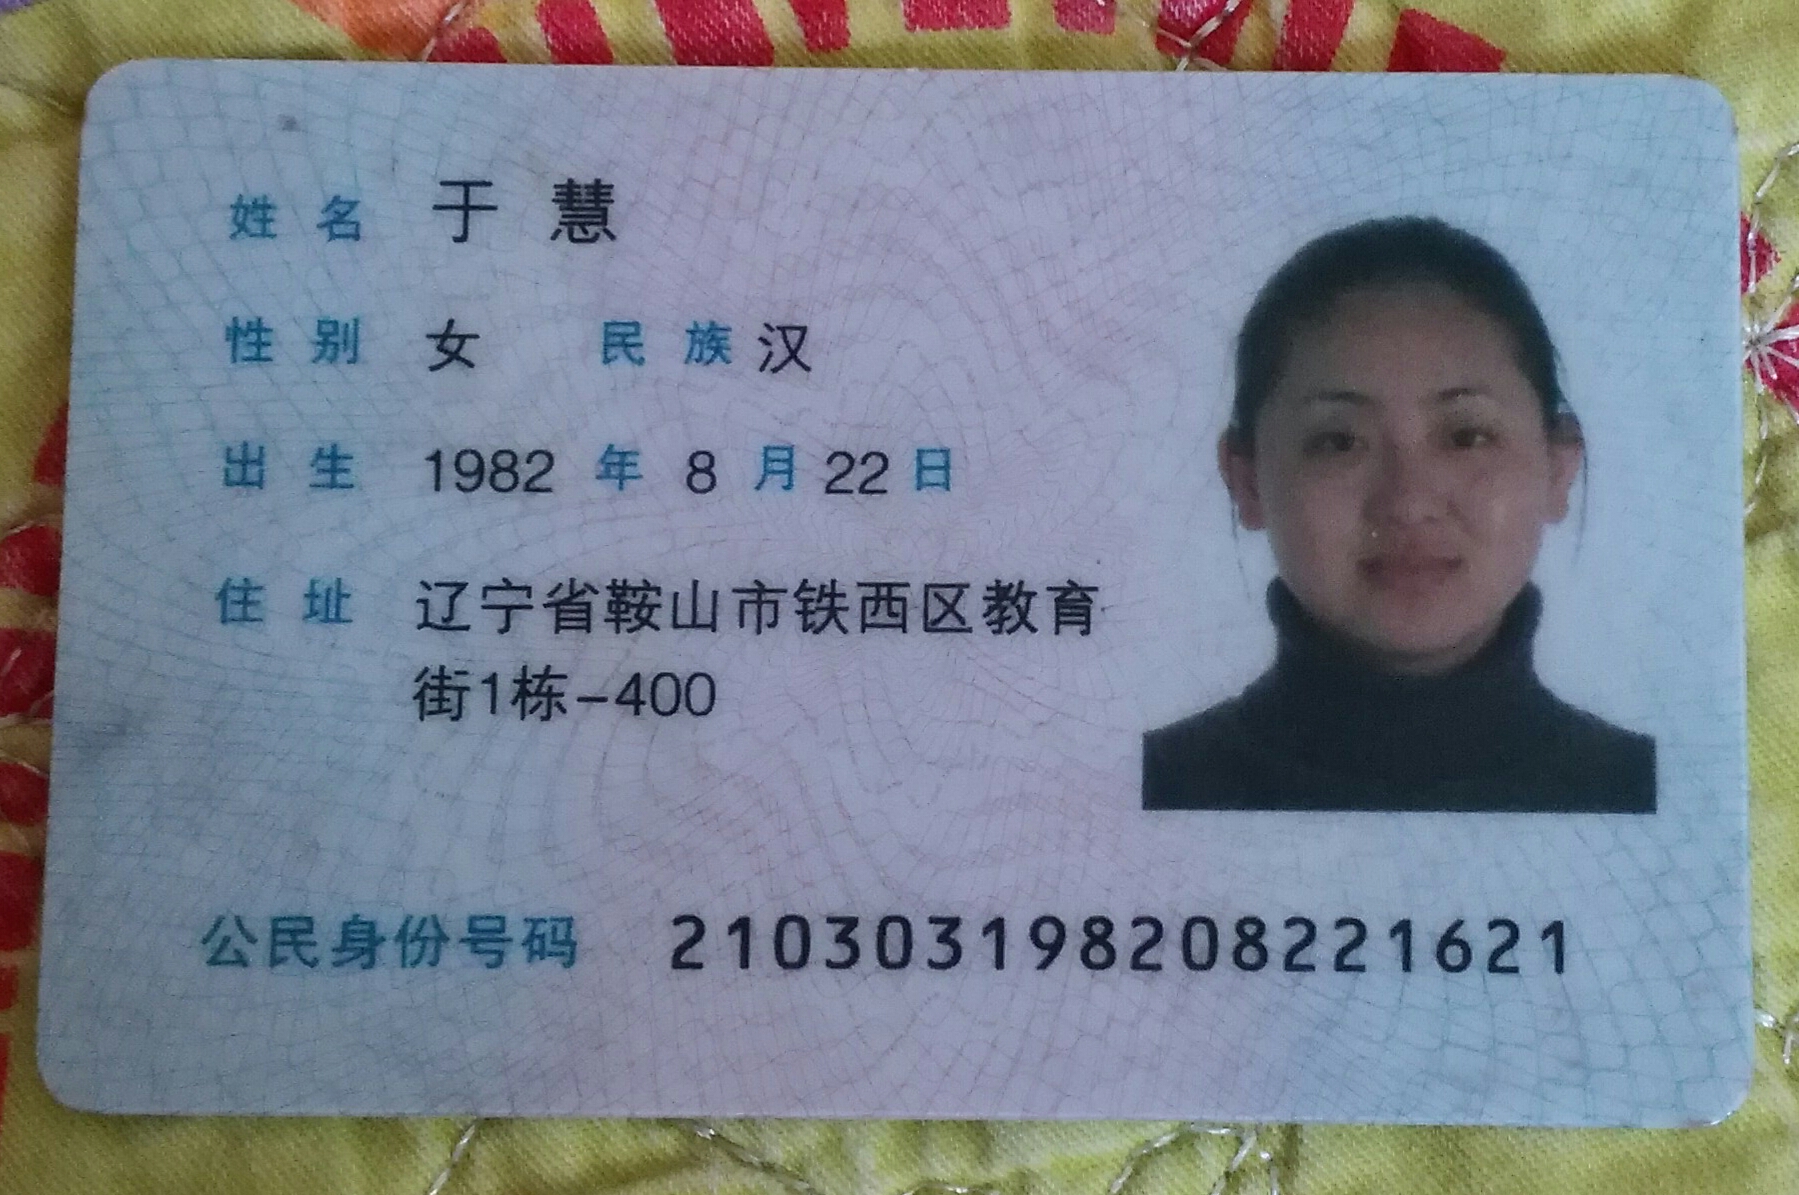 姓名 于慧
性别 女 民族 汉
出生 1982 年 8 月 22 日
住址 辽宁省鞍山市铁西区教育
街1栋-400
公民身份号码 210303198208221621